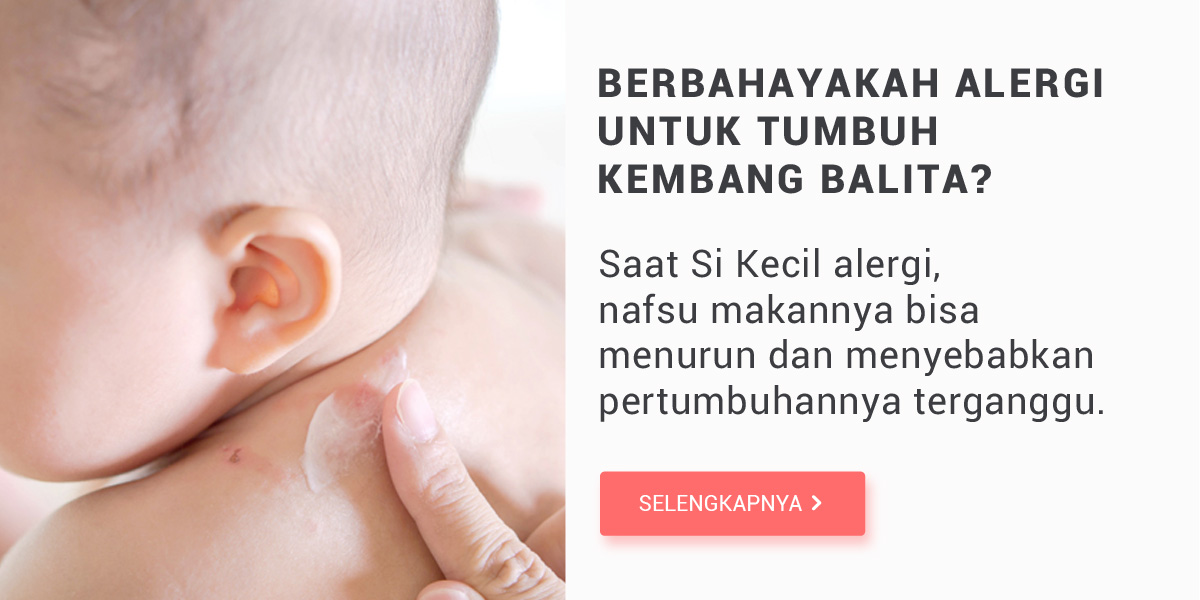 BERBAHAYAKAH ALERGI
UNTUK TUMBUH
KEMBANG BALITA?
Saat Si Kecil alergi,
nafsu makannya bisa
menurun dan menyebabkan
pertumbuhannya terganggu.
SELENGKAPNYA >